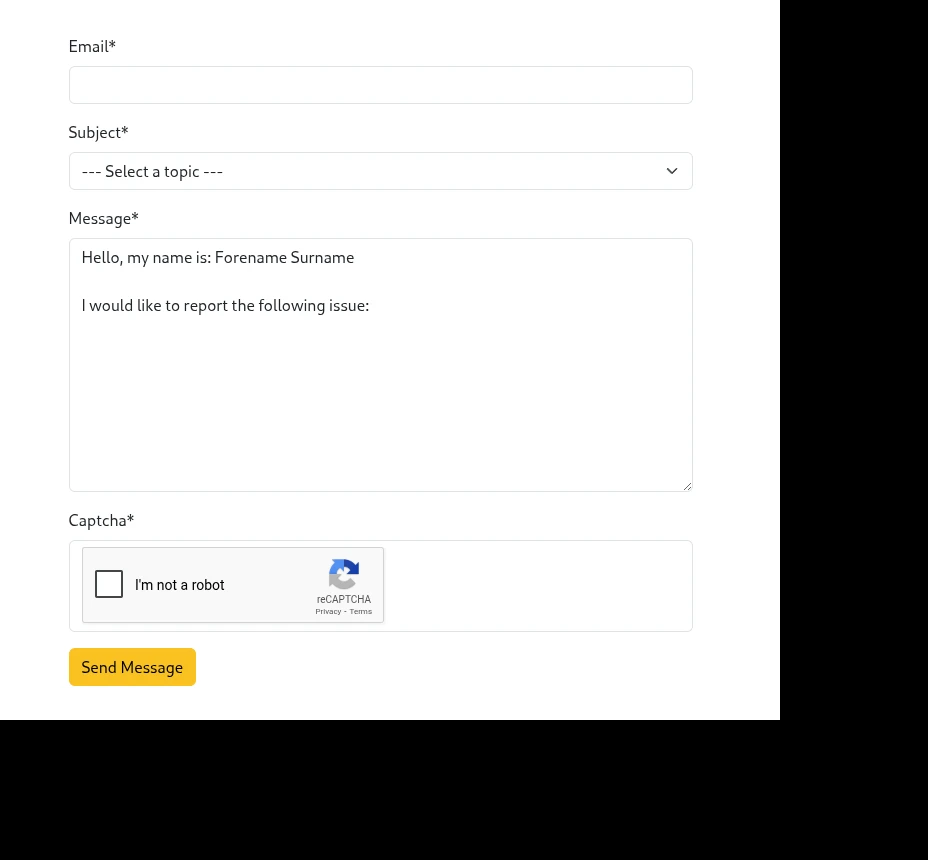 Email*
Subject*
--- Select a topic ---
Message*
Hello, my name is: Forename Surname
I would like to report the following issue:
Captcha*
I'm not a robot
reCAPTCHA
Privacy - Terms
Send Message